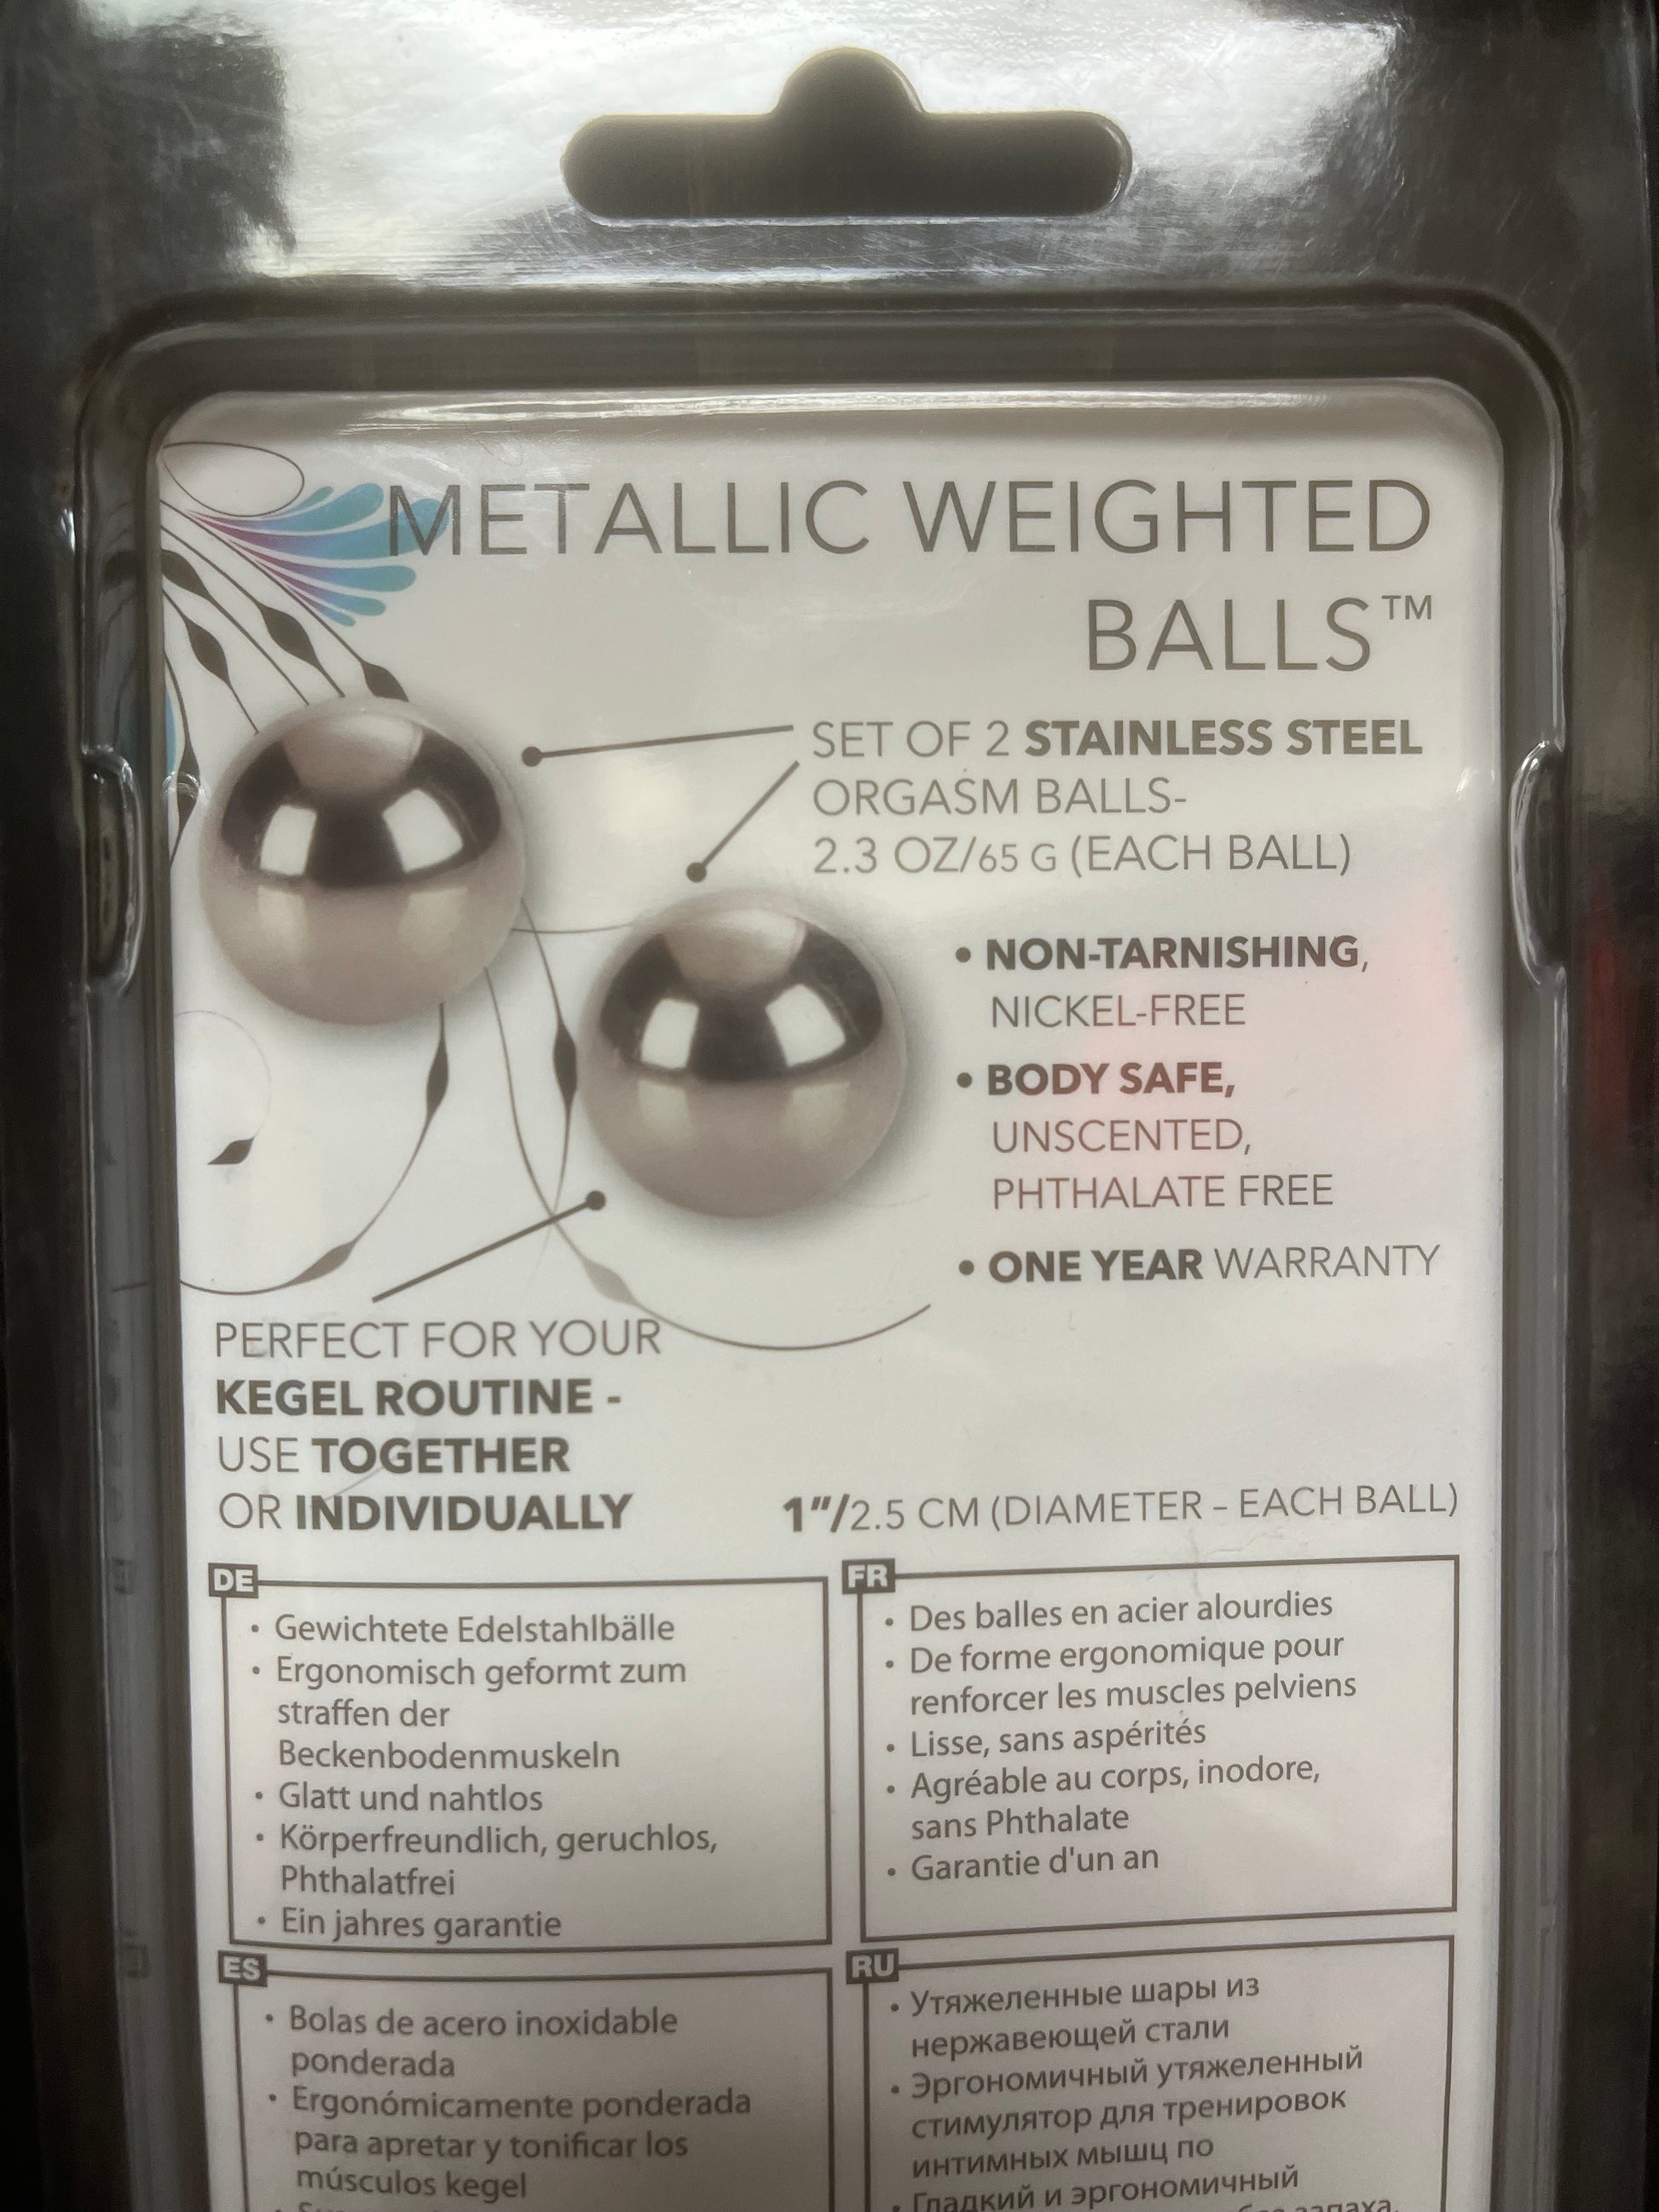 METALLIC WEIGHTED
BALLS™
SET OF 2 STAINLESS STEEL
ORGASM BALLS-
2.3 OZ/65 G (EACH BALL)
• NON-TARNISHING,
NICKEL-FREE
• BODY SAFE,
UNSCENTED,
PHTHALATE FREE
• ONE YEAR WARRANTY
PERFECT FOR YOUR
KEGEL ROUTINE -
USE TOGETHER
OR INDIVIDUALLY
1"/2.5 CM (DIAMETER – EACH BALL)
DE
• Gewichtete Edelstahlbälle
• Ergonomisch geformt zum
straffen der
Beckenbodenmuskeln
• Glatt und nahtlos
• Körperfreundlich, geruchlos,
Phthalatfrei
• Ein jahres garantie
FR
• Des balles en acier alourdies
• De forme ergonomique pour
renforcer les muscles pelviens
• Lisse, sans aspérités
• Agréable au corps, inodore,
sans Phthalate
• Garantie d'un an
ES
• Bolas de acero inoxidable
ponderada
• Ergonómicamente ponderada
para apretar y tonificar los
músculos kegel
RU
• Утяжеленные шары из
нержавеющей стали
• Эргономичный утяжеленный
стимулятор для тренировок
интимных мышц по
• Гладкий и эргономичный
запаха,